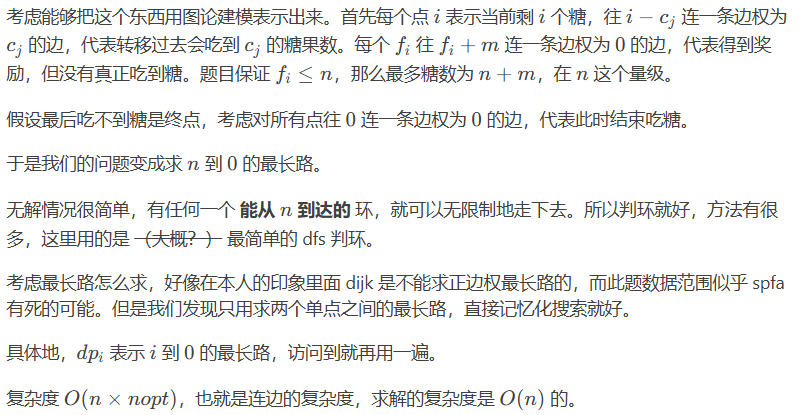 考虑能够把这个东西用图论建模表示出来。首先每个点 i 表示当前剩 i 个糖，往 i − c_j 连一条边权为
c_j 的边，代表转移过去会吃到 c_j 的糖果数。每个 f_i 往 f_i + m 连一条边权为 0 的边，代表得到奖
励，但没有真正吃到糖。题目保证 f_i ≤ n，那么最多糖数为 n + m，在 n 这个量级。
假设最后吃不到糖是终点，考虑对所有点往 0 连一条边权为 0 的边，代表此时结束吃糖。
于是我们的问题变成求 n 到 0 的最长路。
无解情况很简单，有任何一个 能从 n 到达的 环，就可以无限制地走下去。所以判环就好，方法有很
多，这里用的是 （大概？） 最简单的 dfs 判环。
考虑最长路怎么求，好像在本人的印象里面 dijk 是不能求正边权最长路的，而此题数据范围似乎 spfa
有死的可能。但是我们发现只用求两个单点之间的最长路，直接记忆化搜索就好。
具体地，dp_i 表示 i 到 0 的最长路，访问到就再用一遍。
复杂度 O(n × nopt)，也就是连边的复杂度，求解的复杂度是 O(n) 的。